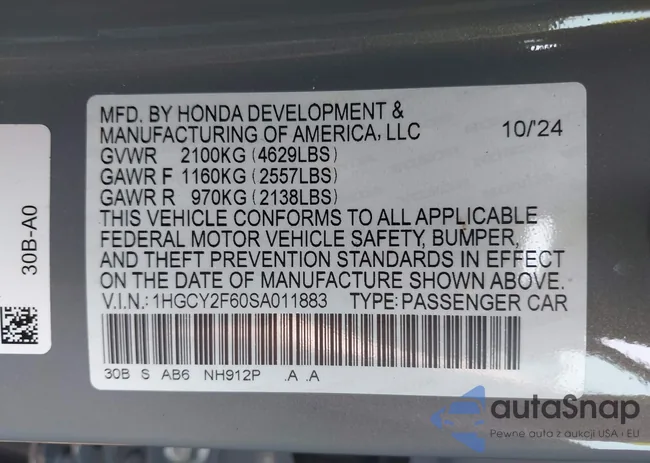 MFD. BY HONDA DEVELOPMENT &
MANUFACTURING OF AMERICA, LLC 10/'24
GVWR 2100KG (4629LBS)
GAWR F 1160KG (2557LBS)
GAWR R 970KG (2138LBS)
THIS VEHICLE CONFORMS TO ALL APPLICABLE
FEDERAL MOTOR VEHICLE SAFETY, BUMPER,
AND THEFT PREVENTION STANDARDS IN EFFECT
ON THE DATE OF MANUFACTURE SHOWN ABOVE.
V.I.N.: 1HGCY2F60SA011883 TYPE: PASSENGER CAR
30B S AB6 NH912P .A .A
30B-A0
autaSnap
Pewne auta z aukcji USA i EU